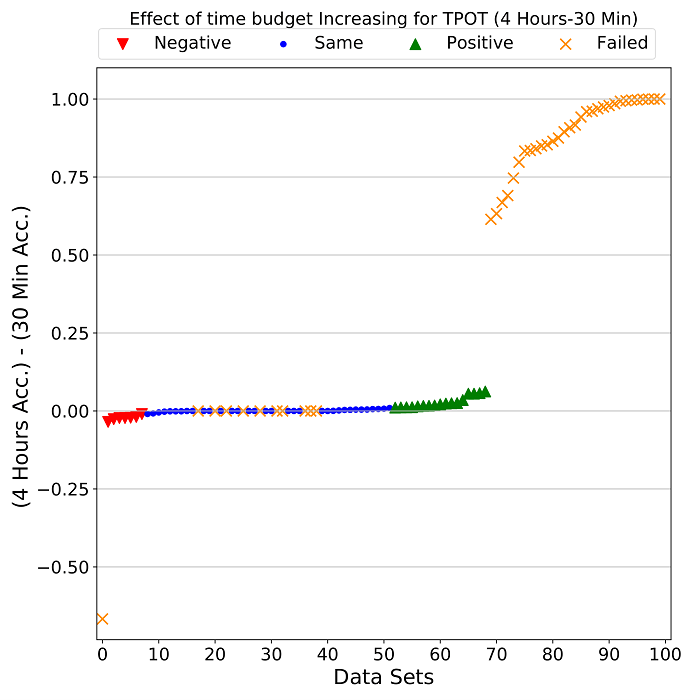 Effect of time budget Increasing for TPOT (4 Hours-30 Min)
Negative Same Positive Failed
(4 Hours Acc.) - (30 Min Acc.)
1.00
0.75
0.50
0.25
0.00
−0.25
−0.50
0 10 20 30 40 50 60 70 80 90 100
Data Sets